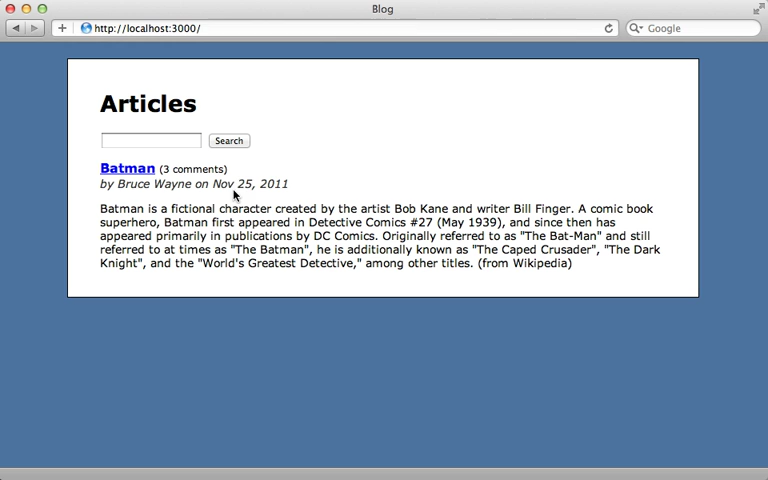 Blog
http://localhost:3000/
Google
Articles
Search
Batman (3 comments)
by Bruce Wayne on Nov 25, 2011
Batman is a fictional character created by the artist Bob Kane and writer Bill Finger. A comic book
superhero, Batman first appeared in Detective Comics #27 (May 1939), and since then has
appeared primarily in publications by DC Comics. Originally referred to as "The Bat-Man" and still
referred to at times as "The Batman", he is additionally known as "The Caped Crusader", "The Dark
Knight", and the "World's Greatest Detective," among other titles. (from Wikipedia)